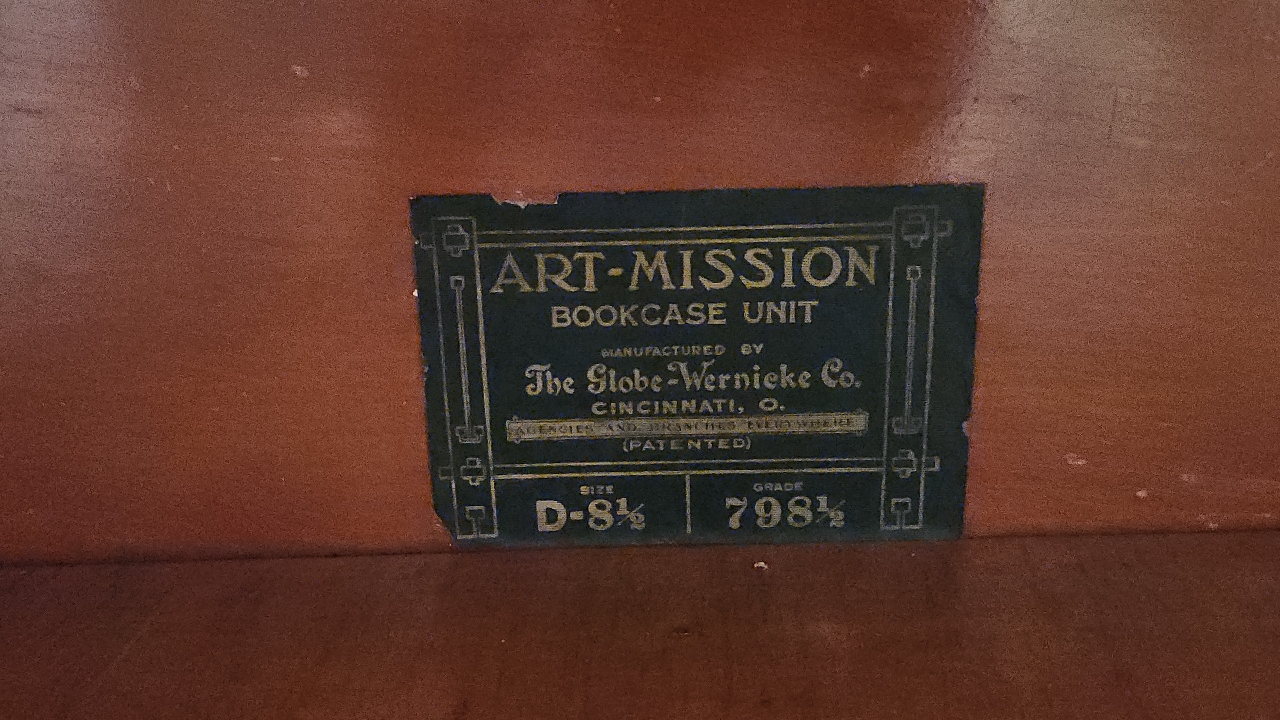 ART-MISSION
BOOKCASE UNIT
MANUFACTURED BY
The Globe-Wernicke Co.
CINCINNATI, O.
AGENCIES AND BRANCHES EVERYWHERE
(PATENTED)
SIZE
D-8½
GRADE
798½